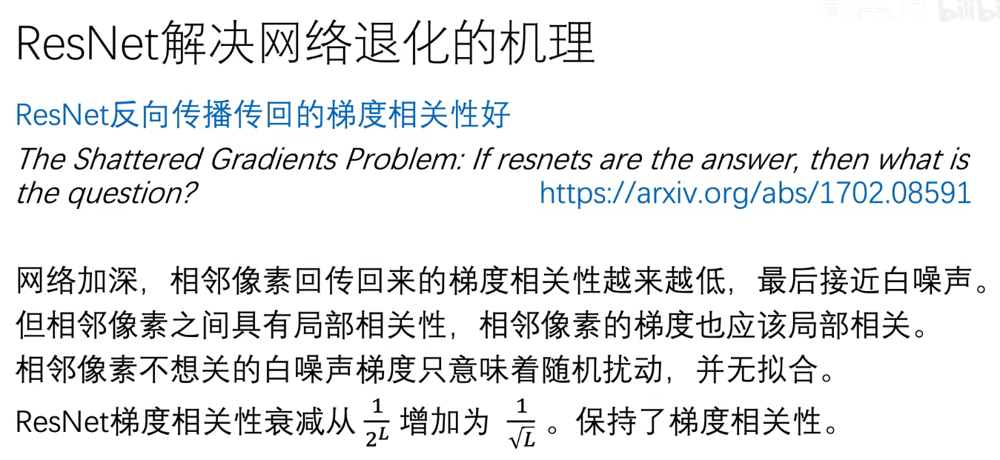 ResNet解决网络退化的机理
ResNet反向传播传回的梯度相关性好
The Shattered Gradients Problem: If resnets are the answer, then what is
the question? https://arxiv.org/abs/1702.08591
网络加深，相邻像素回传回来的梯度相关性越来越低，最后接近白噪声。
但相邻像素之间具有局部相关性，相邻像素的梯度也应该局部相关。
相邻像素不想关的白噪声梯度只意味着随机扰动，并无拟合。
ResNet梯度相关性衰减从 1/2^L 增加为 1/√L 。保持了梯度相关性。